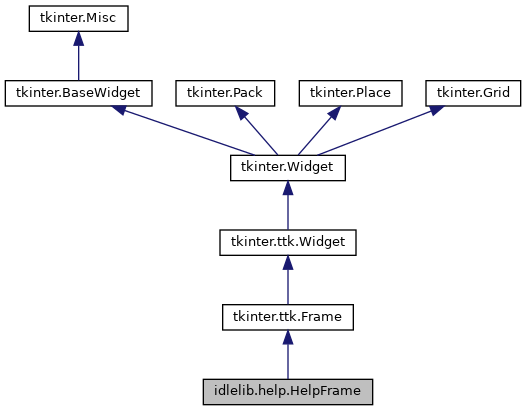 tkinter.Misc
tkinter.BaseWidget
tkinter.Pack
tkinter.Place
tkinter.Grid
tkinter.Widget
tkinter.ttk.Widget
tkinter.ttk.Frame
idlelib.help.HelpFrame